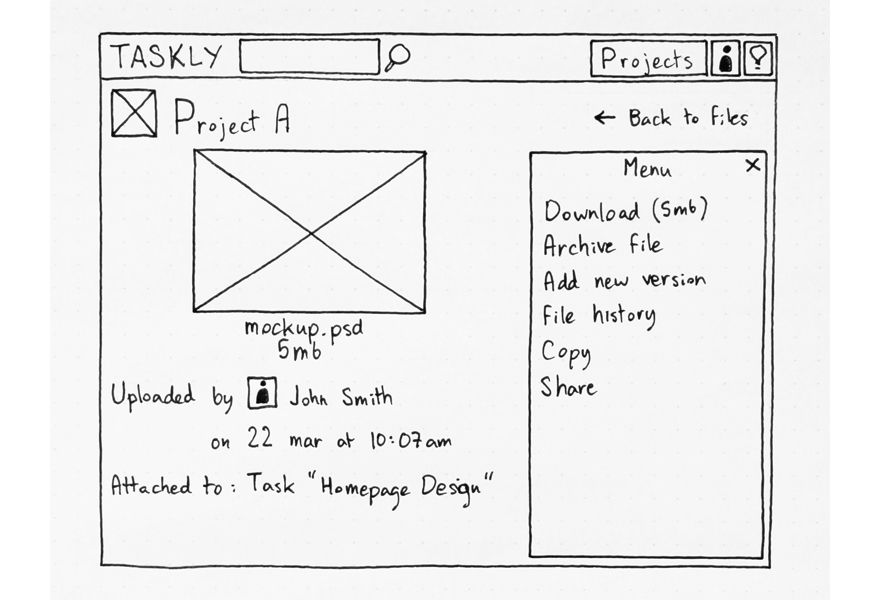 TASKLY Projects
Project A
← Back to files
mockup.psd
5mb
Uploaded by John Smith
on 22 mar at 10:07am
Attached to: Task "Homepage Design"
Menu ×
Download (5mb)
Archive file
Add new version
File history
Copy
Share